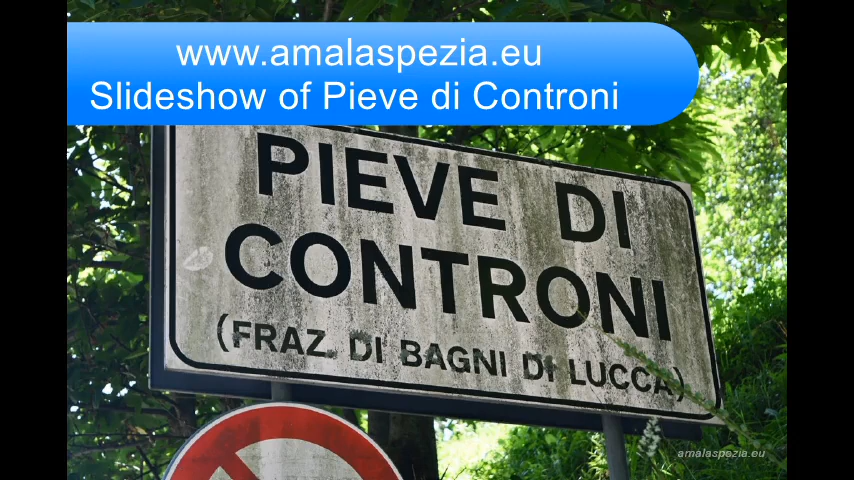 www.amalaspezia.eu
Slideshow of Pieve di Controni
PIEVE DI
CONTRONI
(FRAZ. DI BAGNI DI LUCCA)
amalaspezia.eu